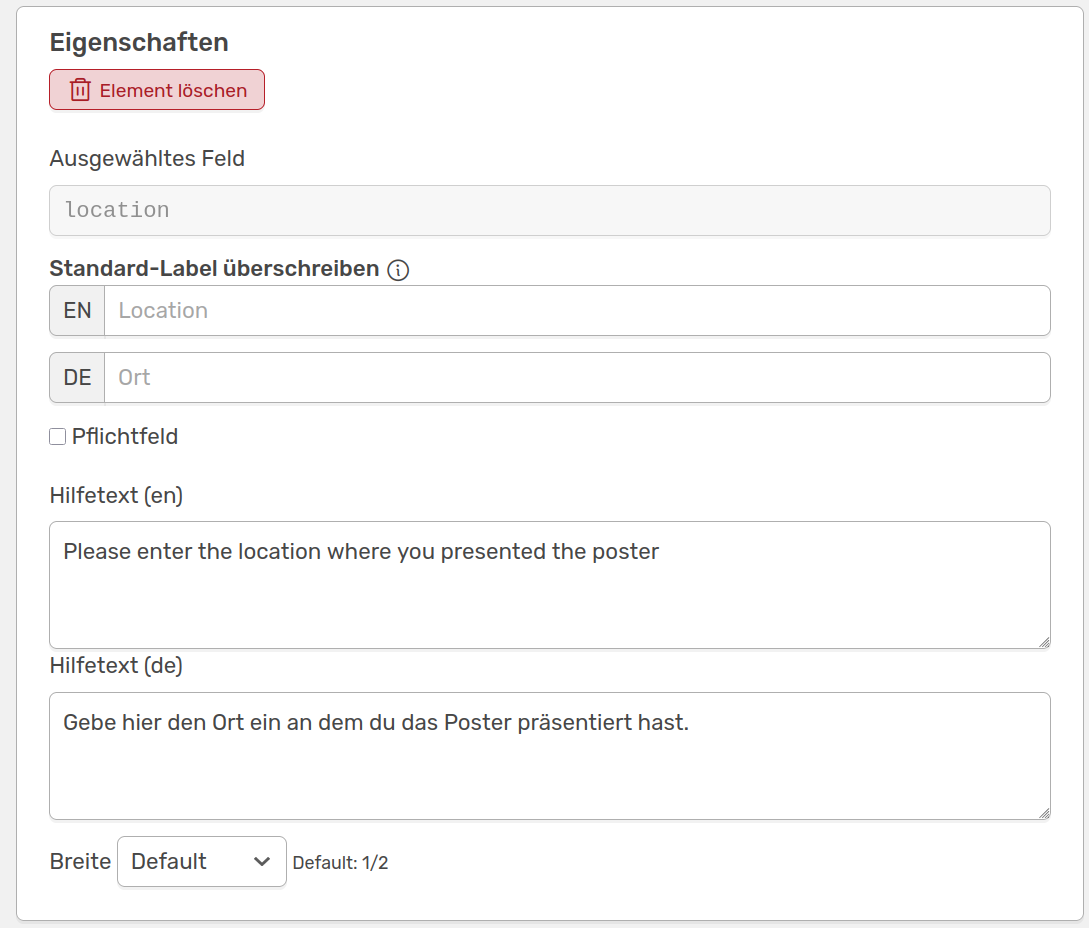 Eigenschaften
Element löschen
Ausgewähltes Feld
location
Standard-Label überschreiben
EN Location
DE Ort
Pflichtfeld
Hilfetext (en)
Please enter the location where you presented the poster
Hilfetext (de)
Gebe hier den Ort ein an dem du das Poster präsentiert hast.
Breite Default Default: 1/2